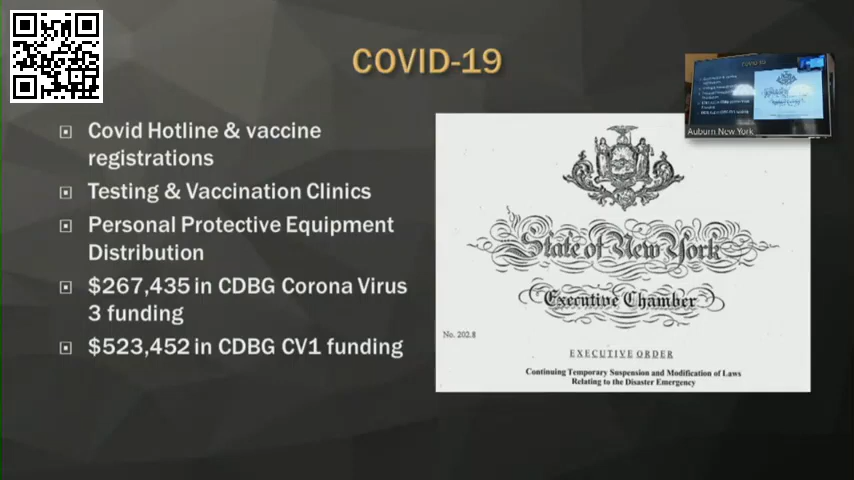 COVID-19
Covid Hotline & vaccine
registrations
Testing & Vaccination Clinics
Personal Protective Equipment
Distribution
$267,435 in CDBG Corona Virus
3 funding
$523,452 in CDBG CV1 funding
Auburn New York
State of New York
Executive Chamber
No. 202.8
EXECUTIVE ORDER
Continuing Temporary Suspension and Modification of Laws
Relating to the Disaster Emergency